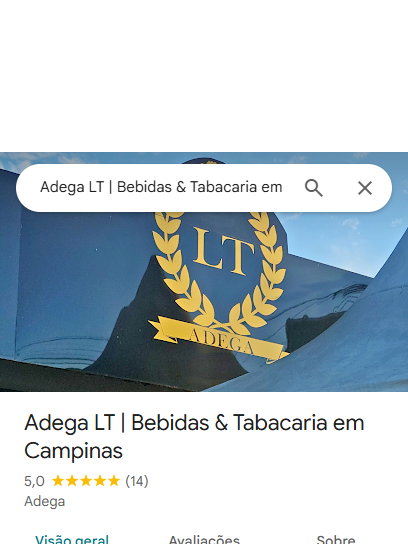 Adega LT | Bebidas & Tabacaria em
LT
ADEGA
Adega LT | Bebidas & Tabacaria em
Campinas
5,0 (14)
Adega
Visão geral Avaliações Sobre